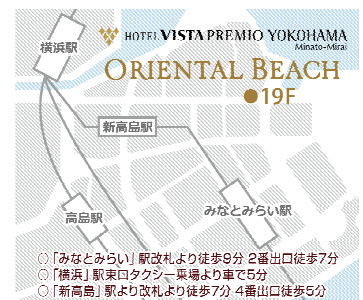 横浜駅
HOTEL VISTA PREMIO YOKOHAMA
Minato-Mirai
ORIENTAL BEACH
●19F
新高島駅
高島駅
みなとみらい駅
○「みなとみらい」駅改札より徒歩9分 2番出口徒歩7分
○「横浜」駅東口タクシー乗場より車で5分
○「新高島」駅より改札より徒歩7分 4番出口徒歩5分